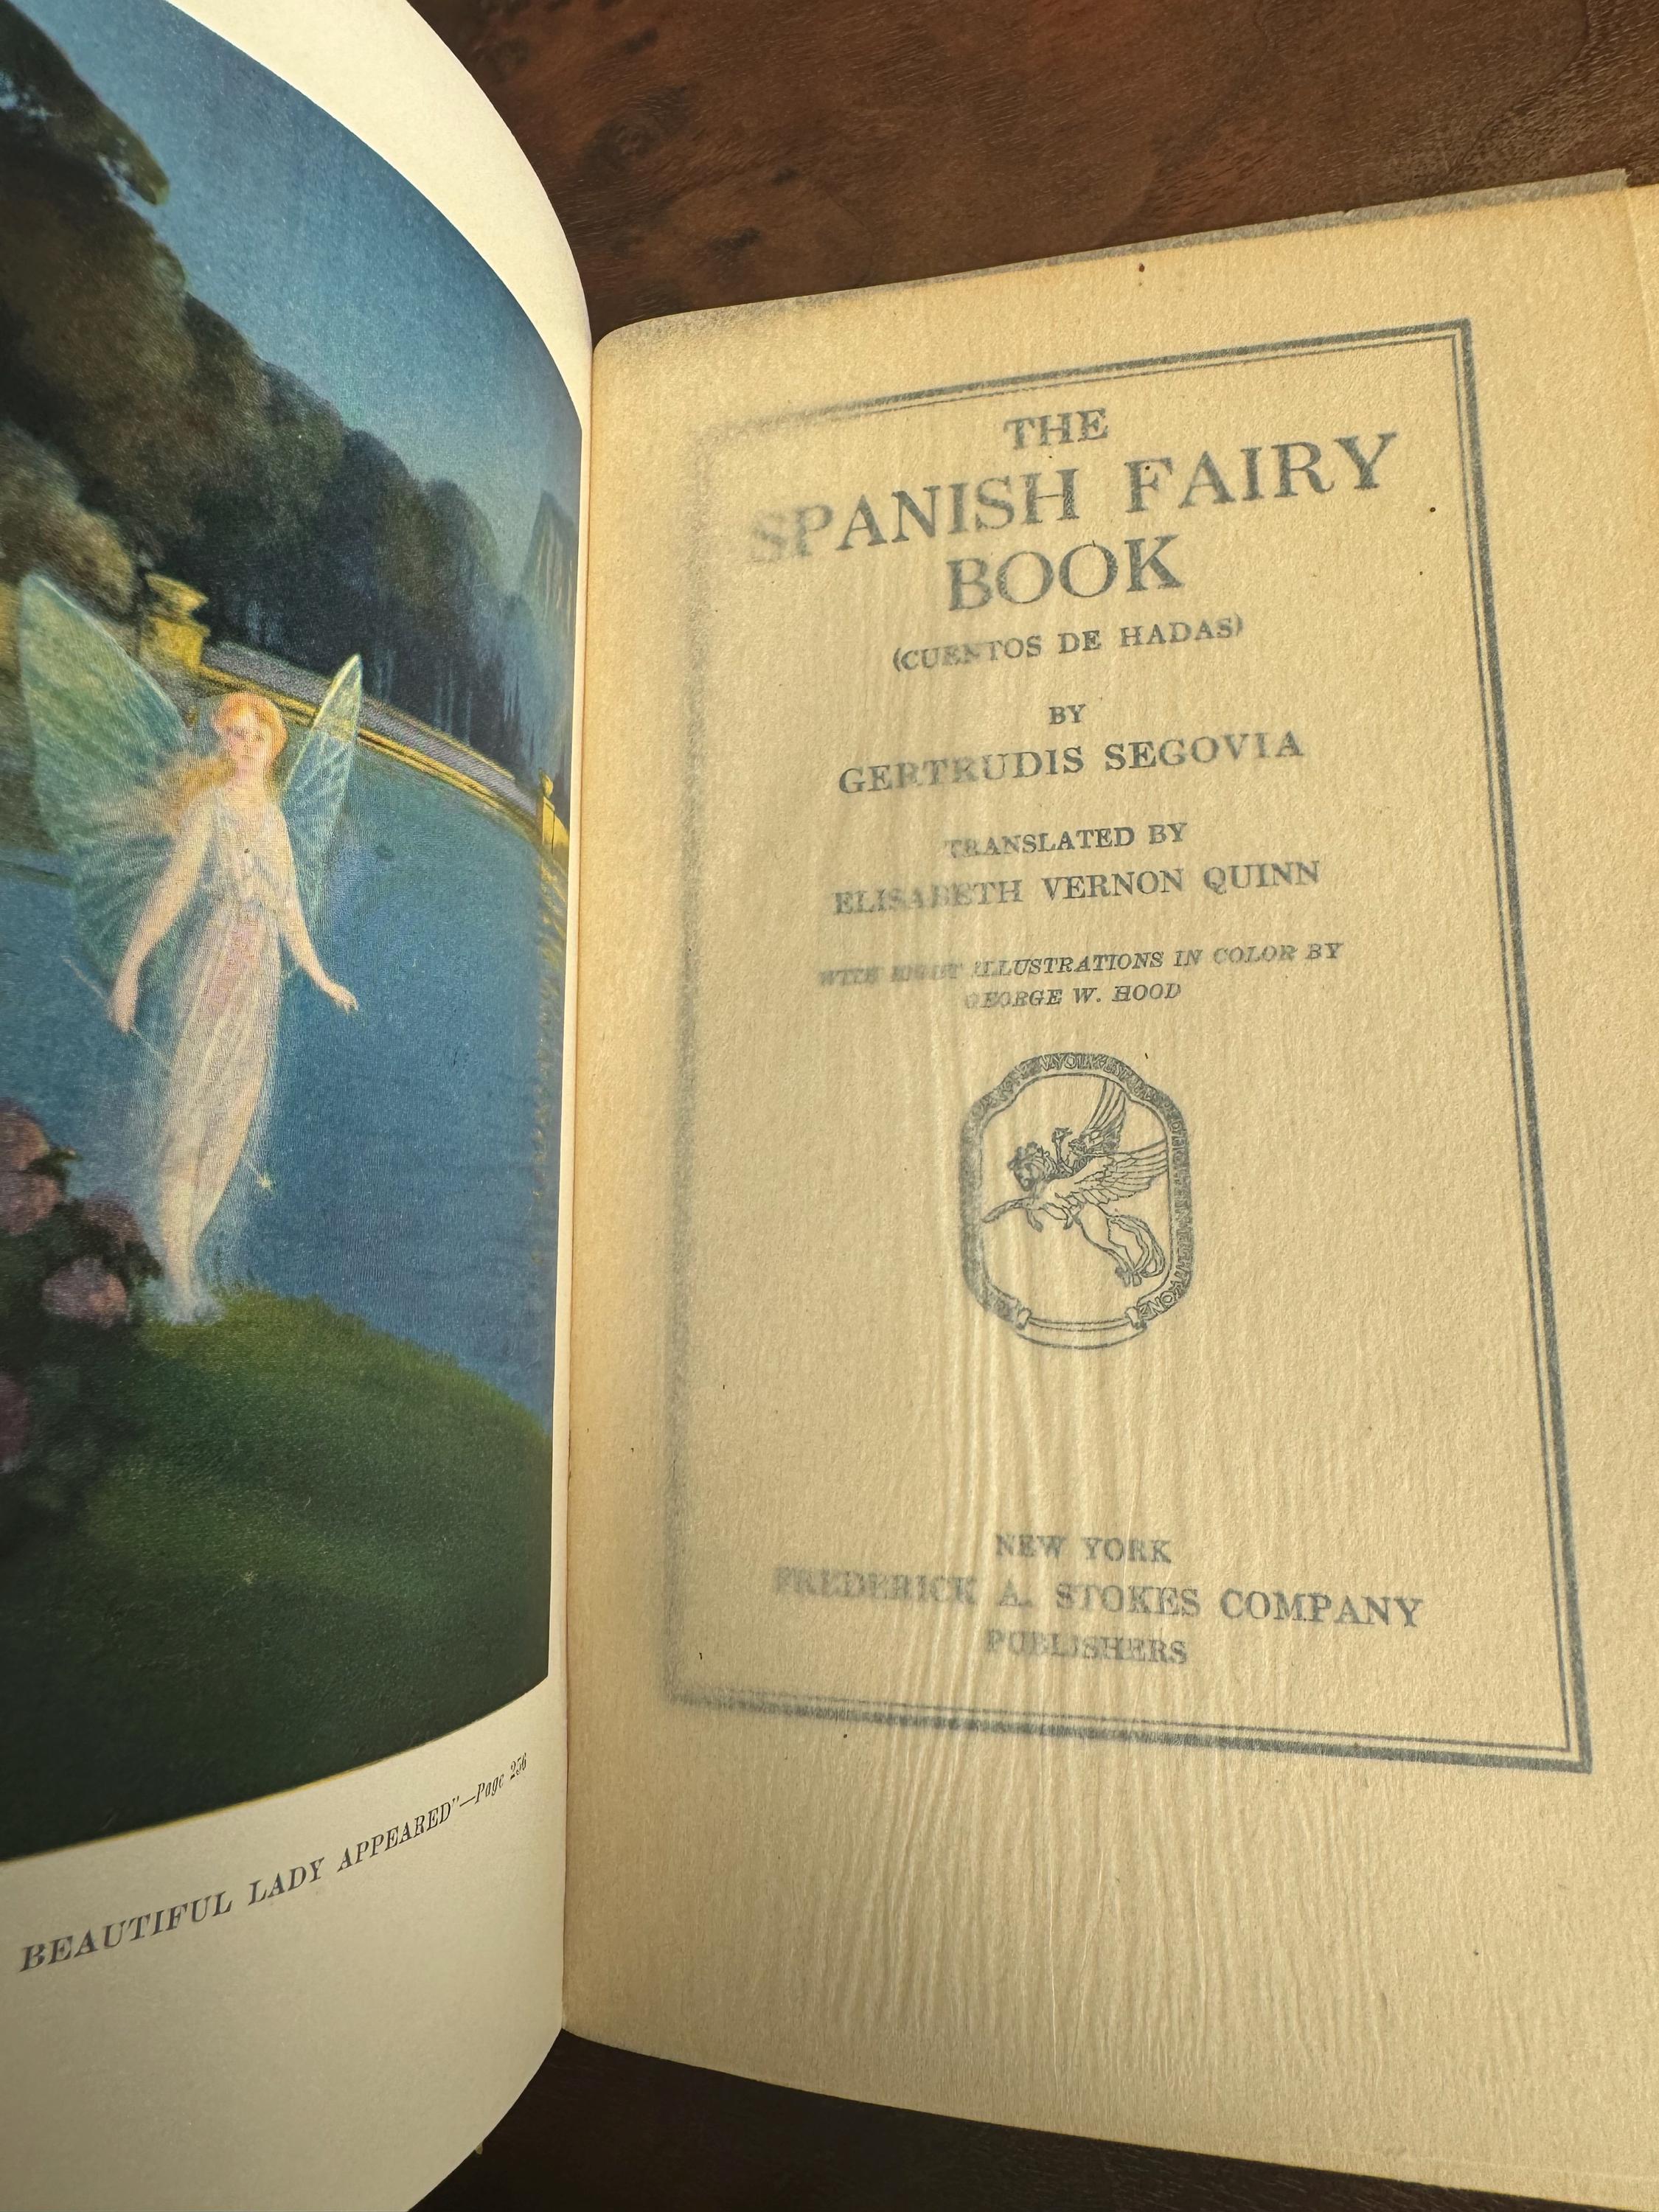 BEAUTIFUL LADY APPEARED"—Page 256
THE
SPANISH FAIRY
BOOK
(CUENTOS DE HADAS)
BY
GERTRUDIS SEGOVIA
TRANSLATED BY
ELISABETH VERNON QUINN
WITH EIGHT ILLUSTRATIONS IN COLOR BY
GEORGE W. HOOD
NEW YORK
FREDERICK A. STOKES COMPANY
PUBLISHERS